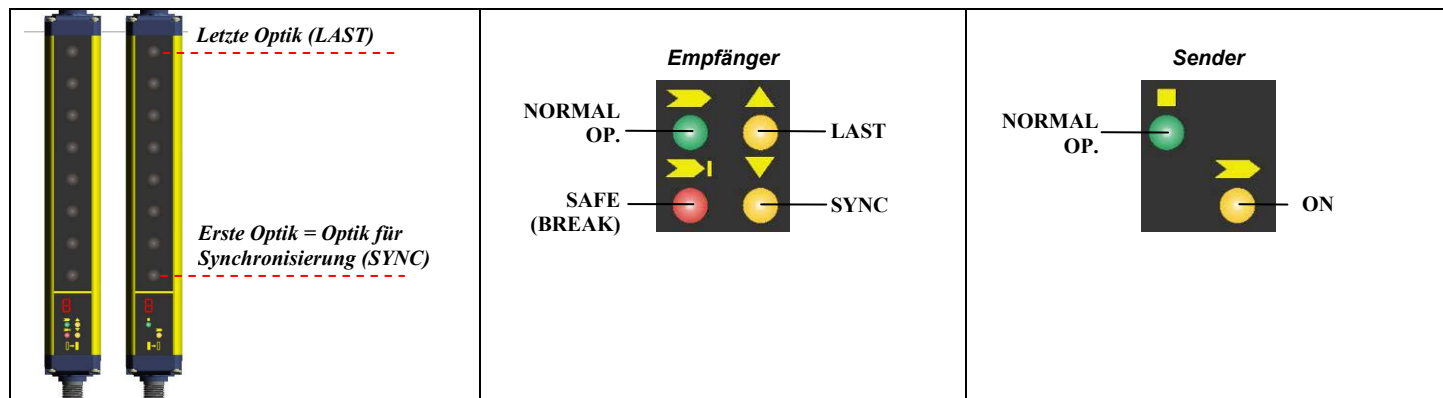 Letzte Optik (LAST)
Erste Optik = Optik für
Synchronisierung (SYNC)
Empfänger
NORMAL
OP.
LAST
SAFE
(BREAK)
SYNC
Sender
NORMAL
OP.
ON